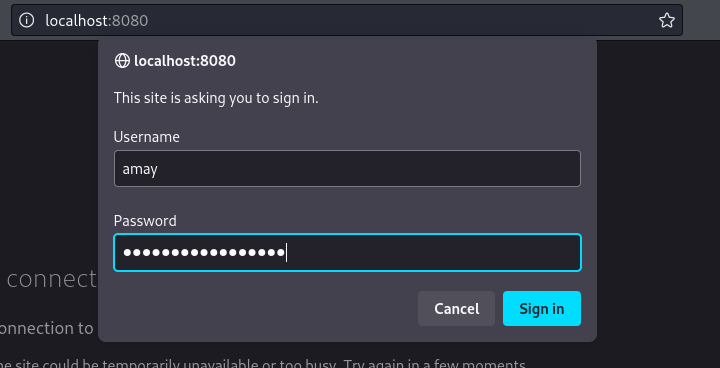 localhost:8080
localhost:8080
This site is asking you to sign in.
Username
amay
Password
•••••••••••••••••
Cancel
Sign in
connect
onnection to
he site could be temporarily unavailable or too busy. Try again in a few moments.